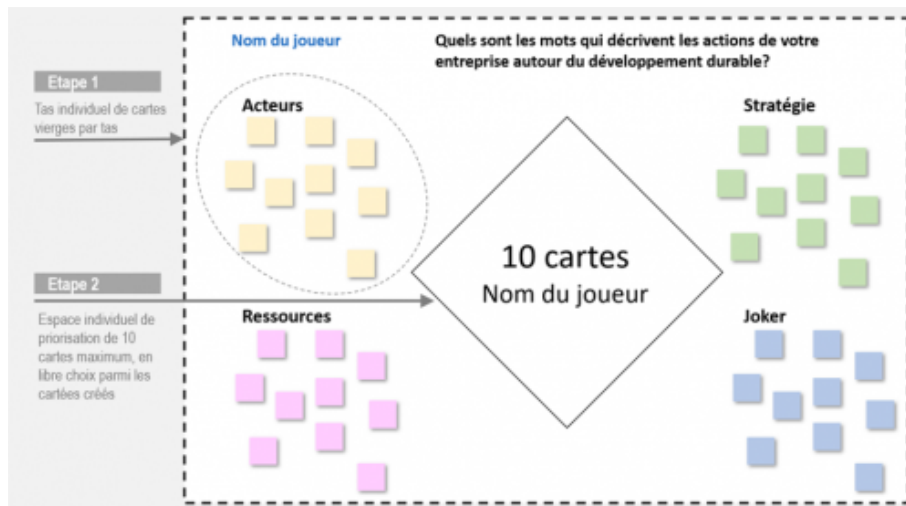 Nom du joueur
Quels sont les mots qui décrivent les actions de votre
entreprise autour du développement durable?
Etape 1
Tas individuel de cartes
vierges par tas
Acteurs
Stratégie
10 cartes
Nom du joueur
Etape 2
Espace individuel de
priorisation de 10
cartes maximum, en
libre choix parmi les
cartées créés
Ressources
Joker